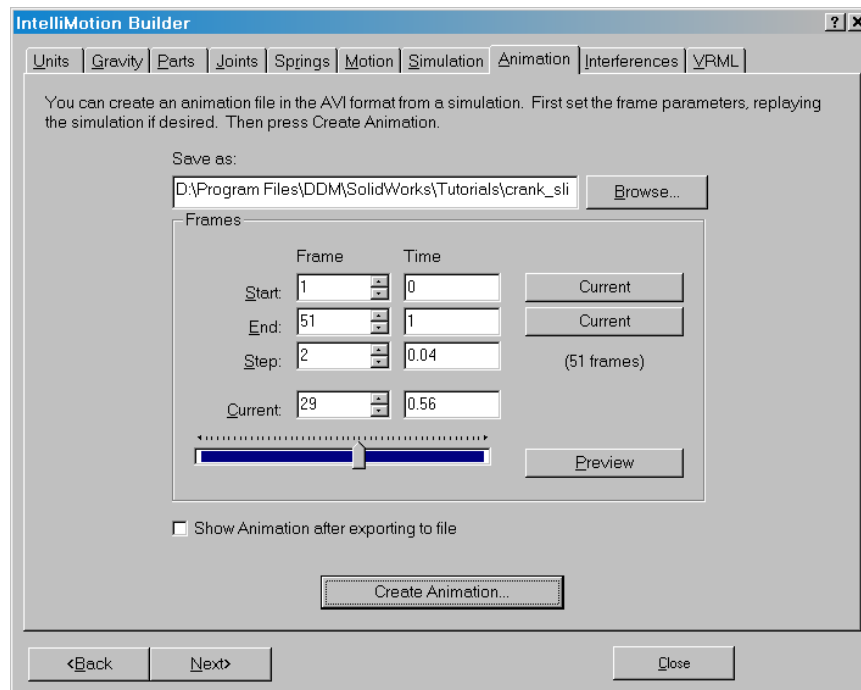 IntelliMotion Builder
Units Gravity Parts Joints Springs Motion Simulation Animation Interferences VRML
You can create an animation file in the AVI format from a simulation. First set the frame parameters, replaying
the simulation if desired. Then press Create Animation.
Save as:
D:\Program Files\DDM\SolidWorks\Tutorials\crank_sli Browse...
Frames
Frame Time
Start: 1 0 Current
End: 51 1 Current
Step: 2 0.04 (51 frames)
Current: 29 0.56
Preview
Show Animation after exporting to file
Create Animation...
<Back Next> Close